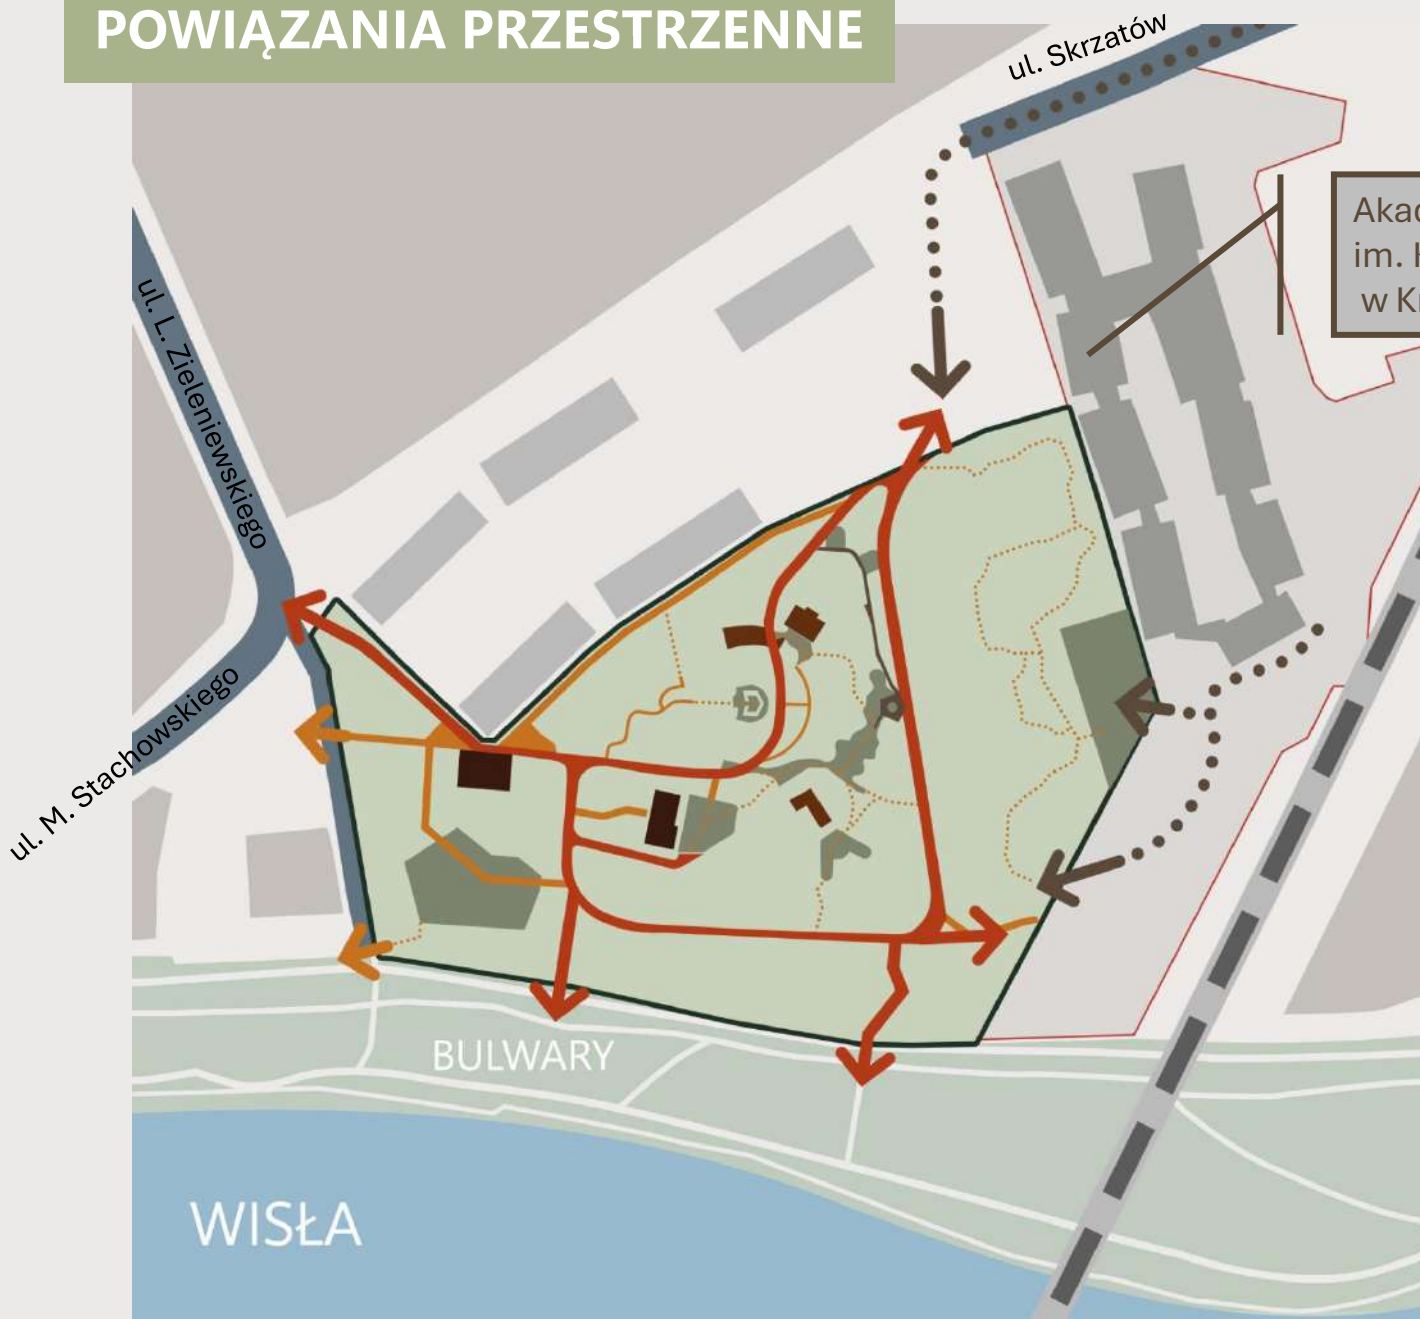 POWIĄZANIA PRZESTRZENNE
ul. Skrzatów
ul. L. Zieleniewskiego
w
ul. M. Stachowskiego
BULWARY
WISŁA